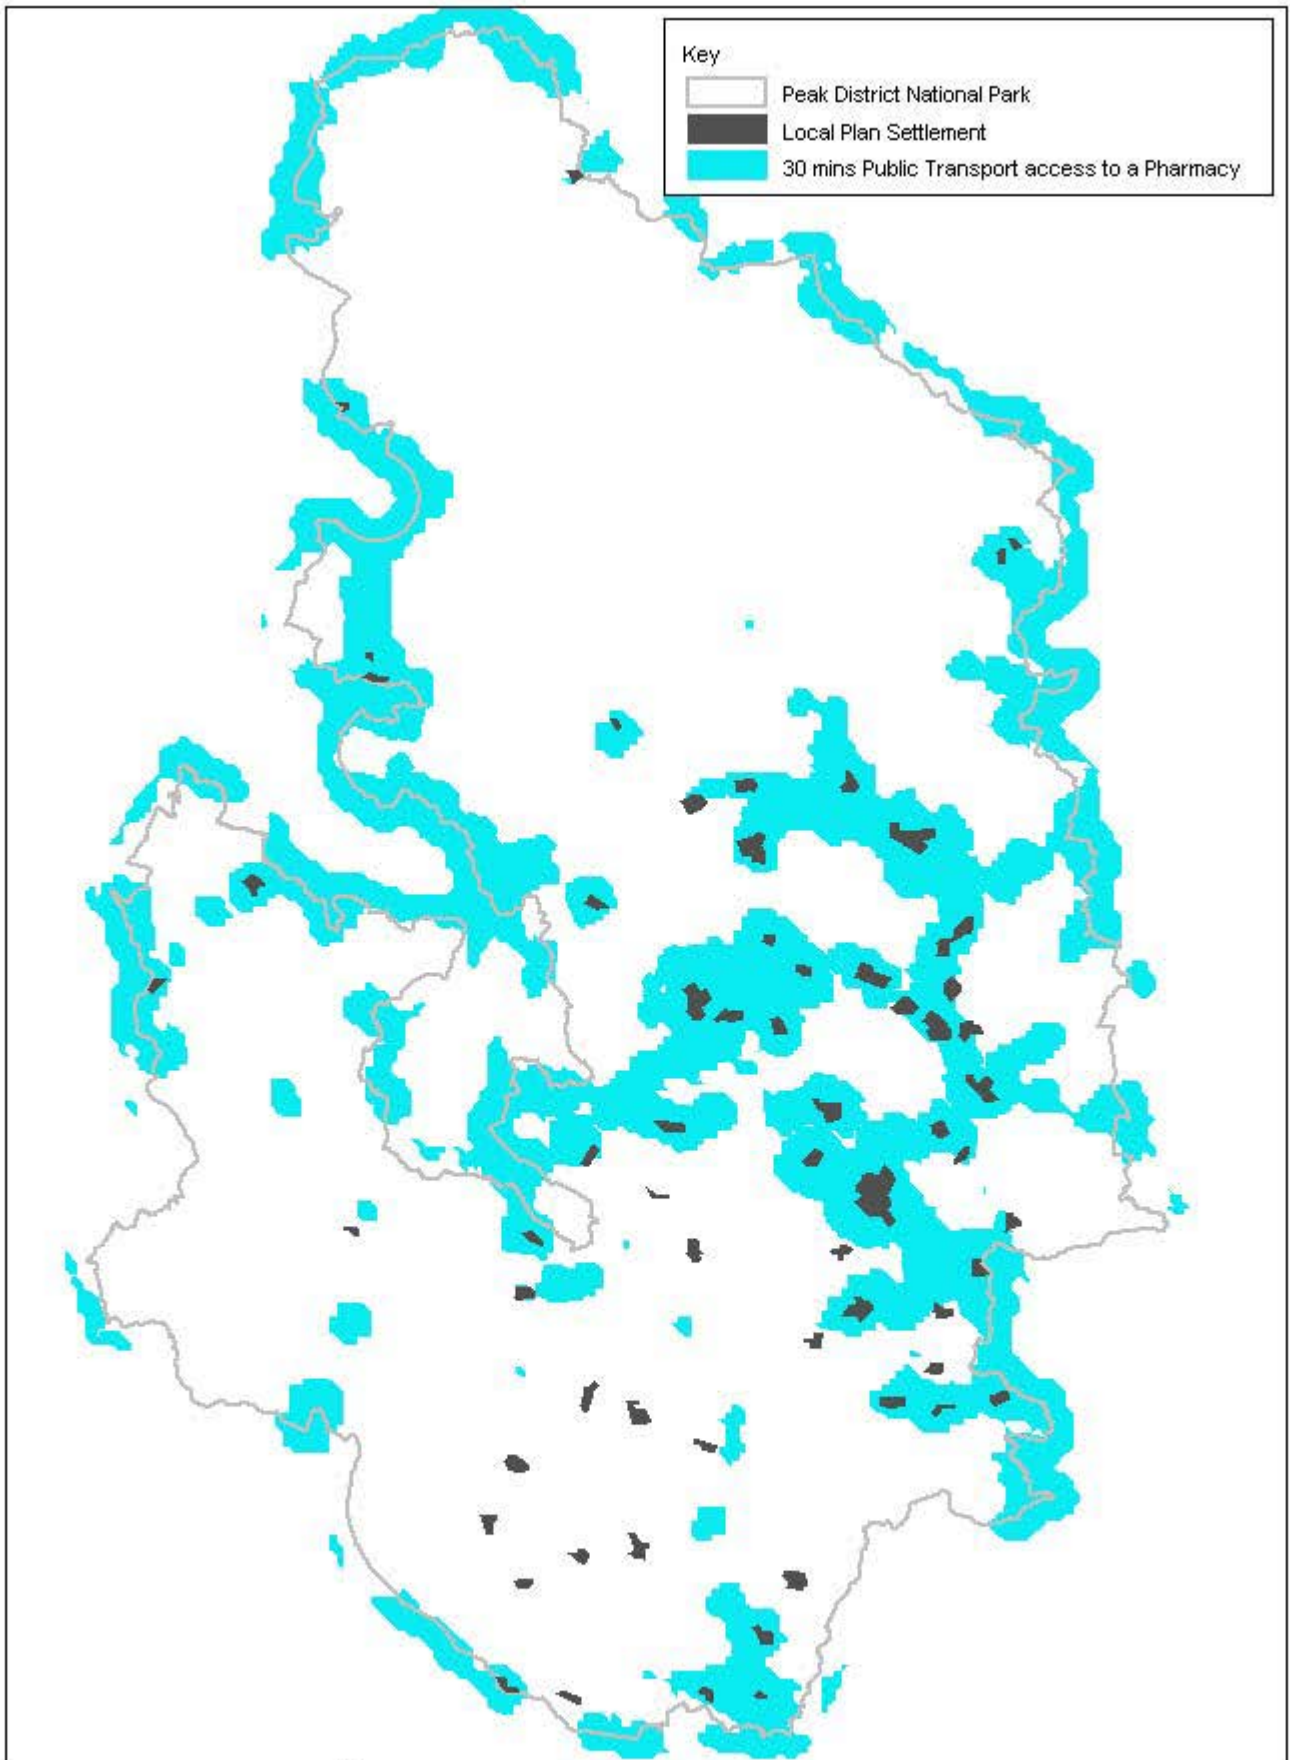 Key
Peak District National Park
Local Plan Settlement
30 mins Public Transport access to a Pharmacy